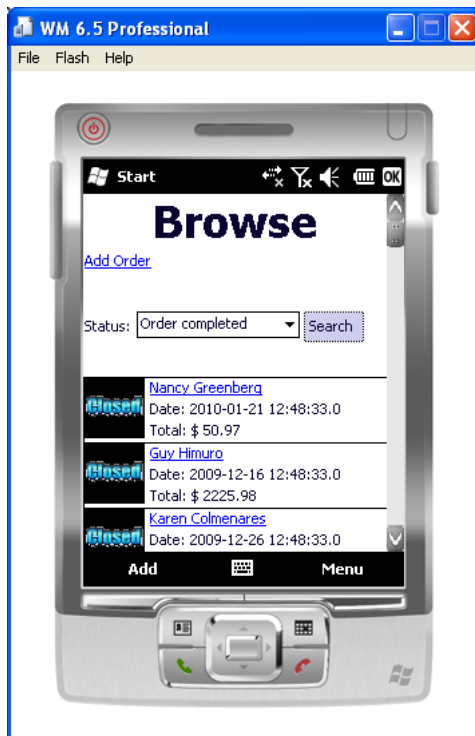 WM 6.5 Professional
File Flash Help
Start OK
Browse
Add Order
Status: Order completed Search
Closed
Nancy Greenberg
Date: 2010-01-21 12:48:33.0
Total: $ 50.97
Closed
Guy Himuro
Date: 2009-12-16 12:48:33.0
Total: $ 2225.98
Closed
Karen Colmenares
Date: 2009-12-26 12:48:33.0
Add Menu